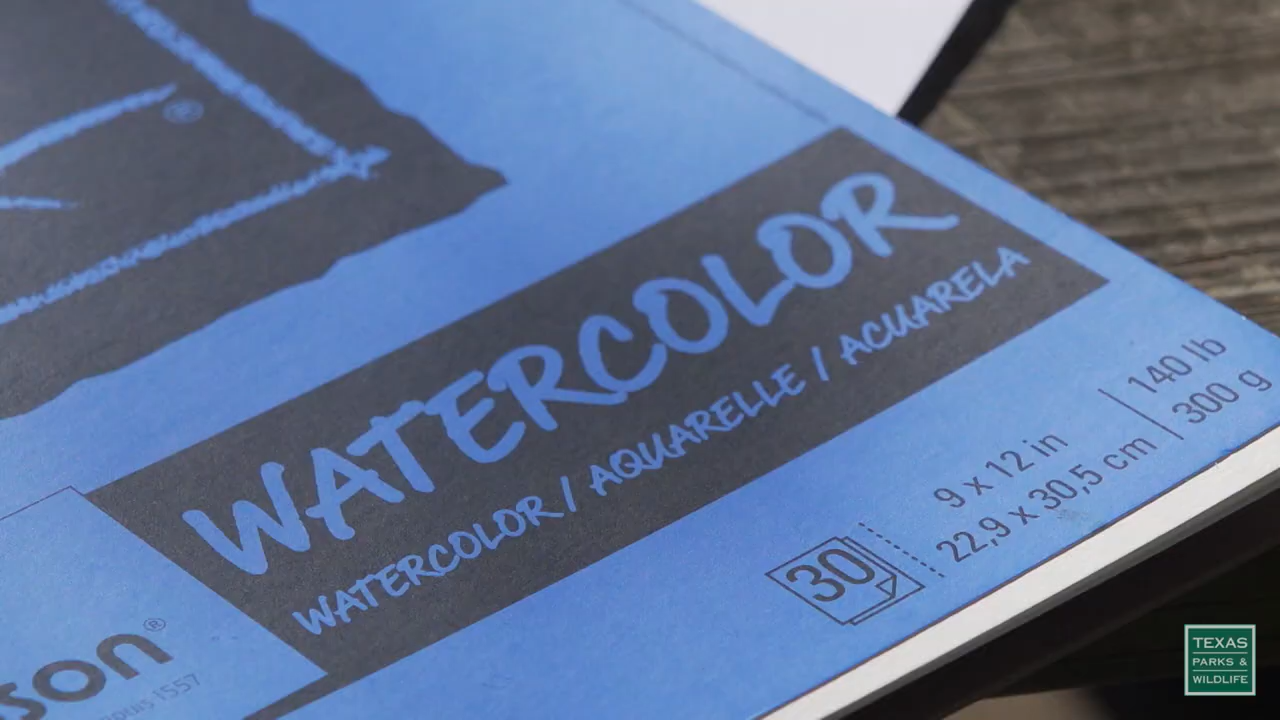 ®
WATERCOLOR
WATERCOLOR / AQUARELLE / ACUARELA
30
9 x 12 in
22,9 x 30,5 cm
140 lb
300 g
son®
1557
TEXAS
PARKS &
WILDLIFE